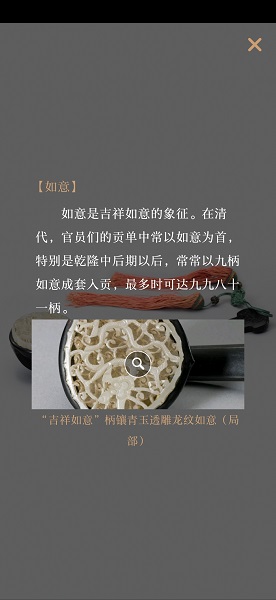 【如意】
如意是吉祥如意的象征。在清
代，官员们的贡单中常以如意为首，
特别是乾隆中后期以后，常常以九柄
如意成套入贡，最多时可达九九八十
一柄。
“吉祥如意”柄镶青玉透雕龙纹如意（局
部）